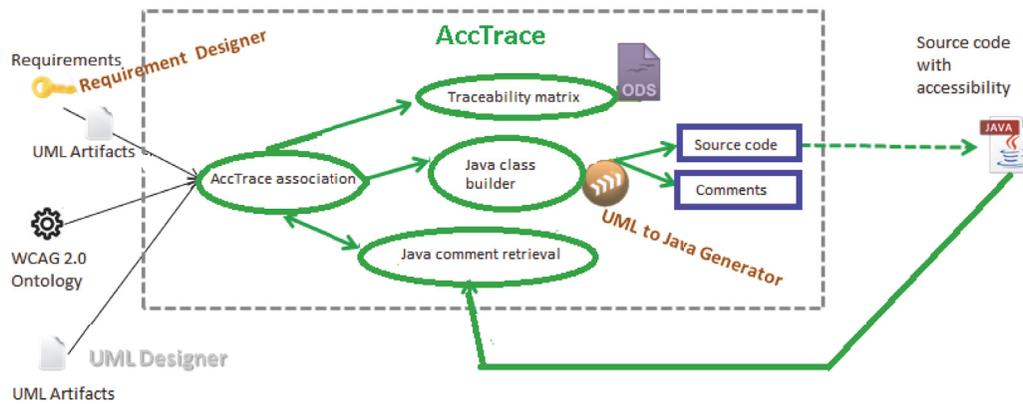 AccTrace
Requirements
Requirement Designer
UML Artifacts
WCAG 2.0
Ontology
UML Designer
UML Artifacts
AccTrace association
Traceability matrix
ODS
Java class
builder
Java comment retrieval
UML to Java Generator
Source code
Comments
Source code
with
accessibility
JAVA